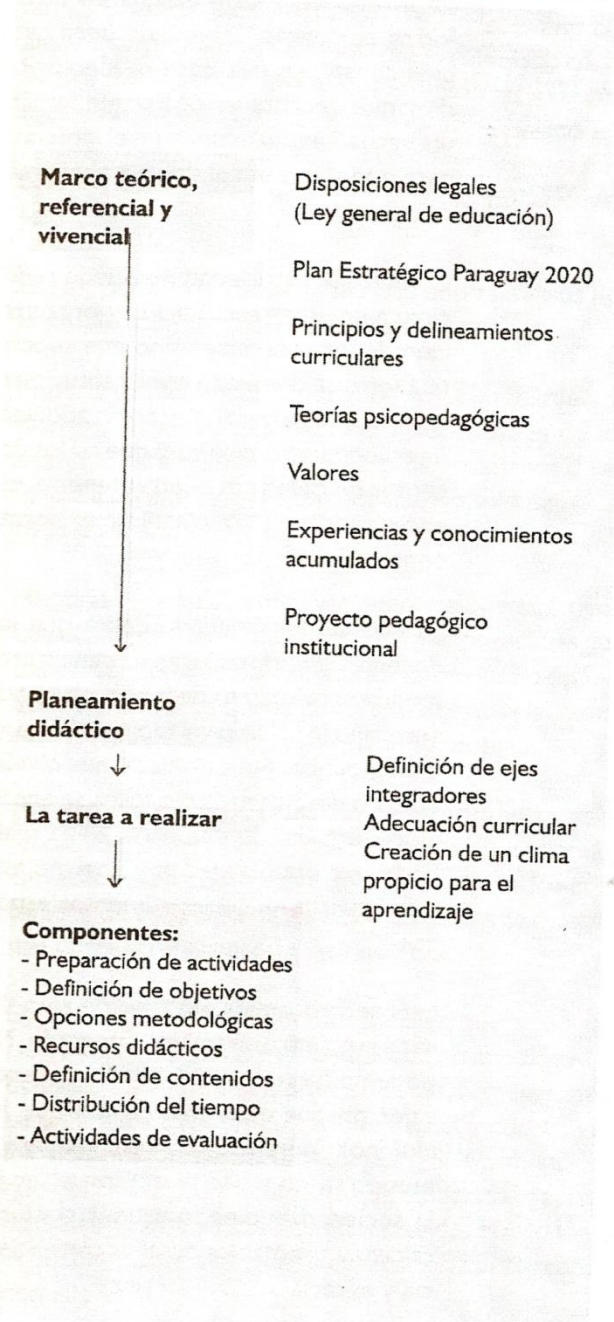 Marco teórico,
referencial y
vivencial
Disposiciones legales
(Ley general de educación)
Plan Estratégico Paraguay 2020
Principios y delineamientos
curriculares
Teorías psicopedagógicas
Valores
Experiencias y conocimientos
acumulados
Proyecto pedagógico
institucional
Planeamiento
didáctico
La tarea a realizar
Definición de ejes
integradores
Adecuación curricular
Creación de un clima
propicio para el
aprendizaje
Componentes:
- Preparación de actividades
- Definición de objetivos
- Opciones metodológicas
- Recursos didácticos
- Definición de contenidos
- Distribución del tiempo
- Actividades de evaluación